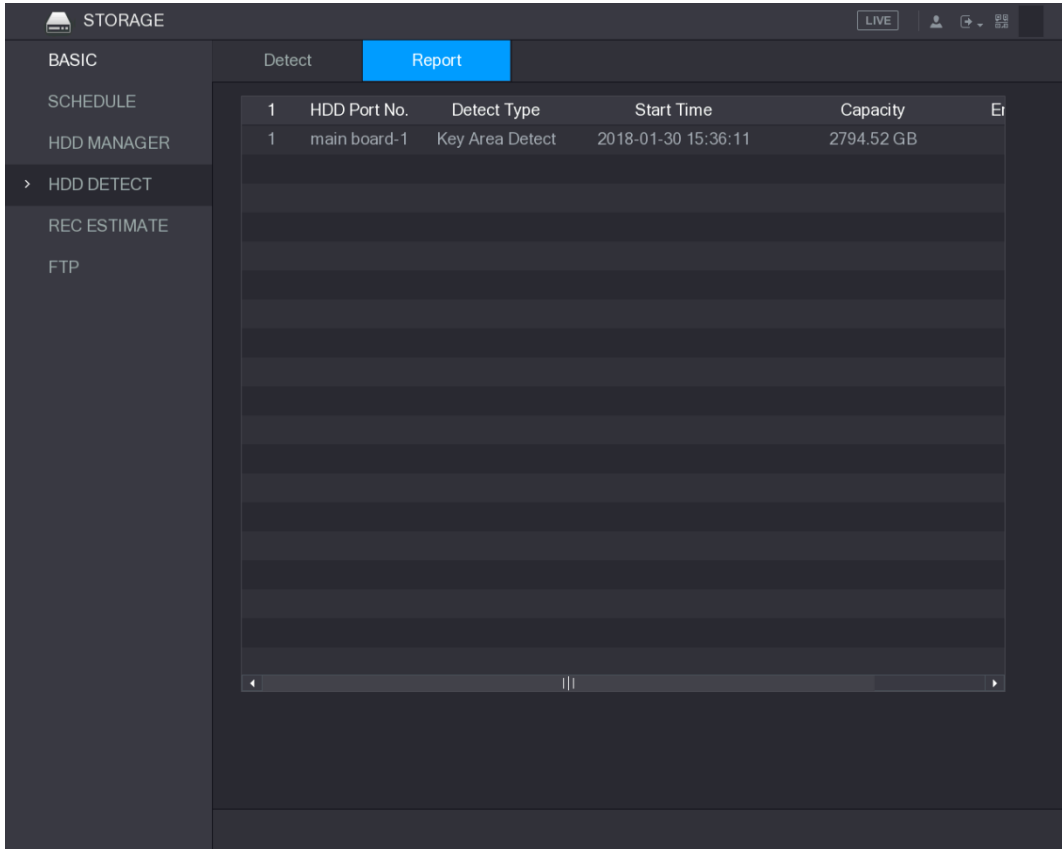 STORAGE LIVE
BASIC
SCHEDULE
HDD MANAGER
HDD DETECT
REC ESTIMATE
FTP
Detect Report
1 HDD Port No. Detect Type Start Time Capacity
1 main board-1 Key Area Detect 2018-01-30 15:36:11 2794.52 GB